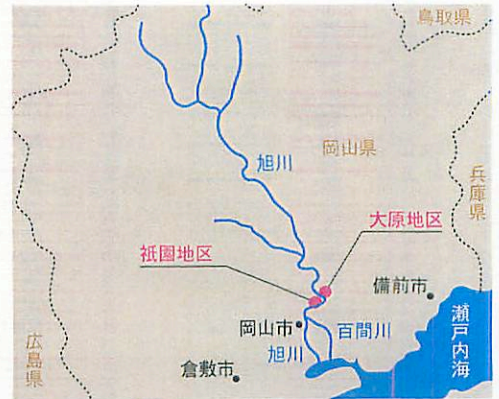 鳥取県
岡山県
旭川
兵庫県
大原地区
祇園地区
備前市
岡山市
百間川
旭川
瀬戸内海
倉敷市
広島県